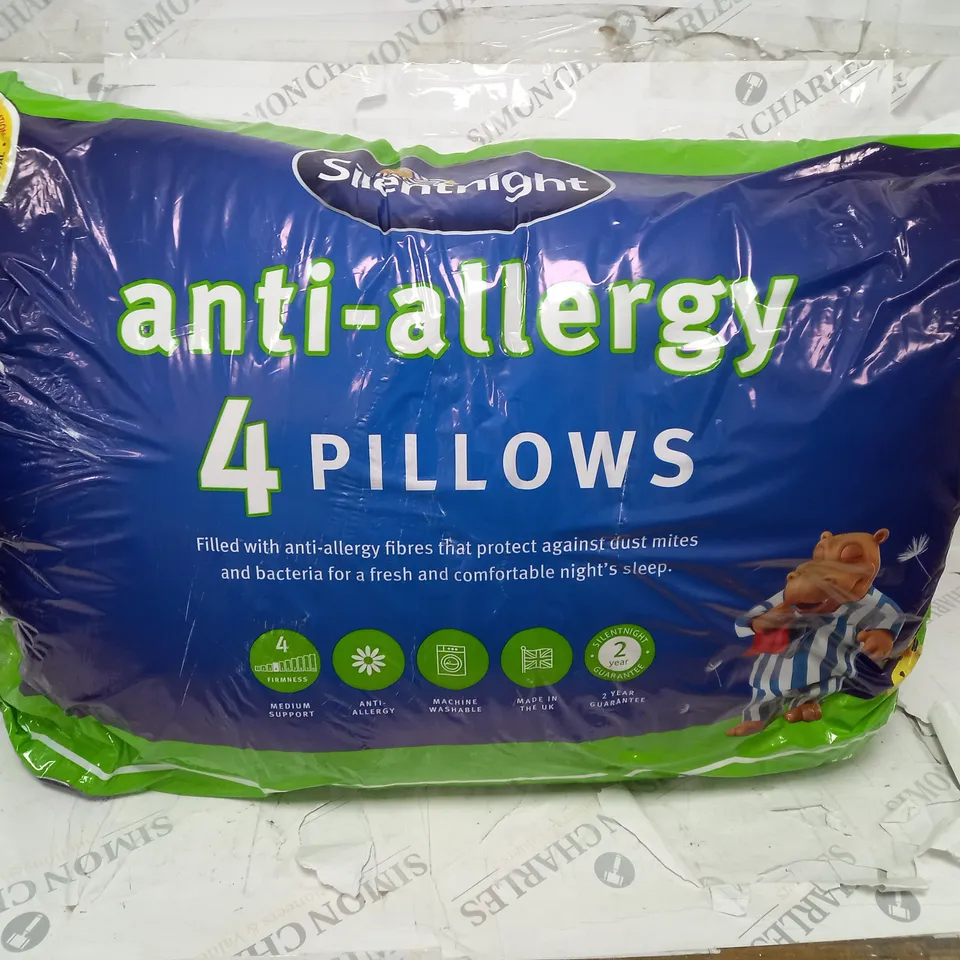 Silentnight
anti-allergy
4 PILLOWS
Filled with anti-allergy fibres that protect against dust mites
and bacteria for a fresh and comfortable night's sleep.
4
FIRMNESS
MEDIUM
SUPPORT
ANTI-
ALLERGY
MACHINE
WASHABLE
MADE IN
THE UK
SILENTNIGHT
2
year
GUARANTEE
2 YEAR
GUARANTEE
SIMON CHARLES
SIMON CHARLES
SIMON CHARLES